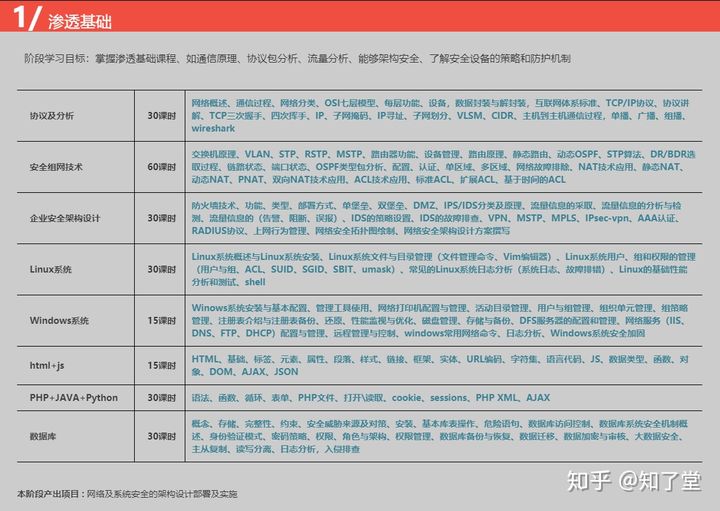 1/ 渗透基础
阶段学习目标：掌握渗透基础课程、如通信原理、协议包分析、流量分析、能够架构安全、了解安全设备的策略和防护机制
协议及分析 30课时 网络概述、通信过程、网络分类、OSI七层模型、每层功能、设备，数据封装与解封装，互联网体系标准、TCP/IP协议、协议讲
解、TCP三次握手、四次挥手、IP、子网掩码、IP寻址、子网划分、VLSM、CIDR、主机到主机通信过程，单播、广播、组播、
wireshark
安全组网技术 60课时 交换机原理、VLAN、STP、RSTP、MSTP、路由器功能、设备管理、路由原理、静态路由、动态OSPF、STP算法、DR/BDR选
取过程、链路状态、端口状态、OSPF类型包分析、配置、认证、单区域、多区域、网络故障排除、NAT技术应用、静态NAT、
动态NAT、PNAT、双向NAT技术应用、ACL技术应用、标准ACL、扩展ACL、基于时间的ACL
企业安全架构设计 30课时 防火墙技术、功能、类型、部署方式、单堡垒、双堡垒、DMZ、IPS/IDS分类及原理、流量信息的采取、流量信息的分析与检
测、流量信息的（告警、阻断、误报）、IDS的策略设置、IDS的故障排查、VPN、MSTP、MPLS、IPsec-vpn、AAA认证、
RADIUS协议、上网行为管理、网络安全拓扑图绘制、网络安全架构设计方案撰写
Linux系统 30课时 Linux系统概述与Linux系统安装、Linux系统文件与目录管理（文件管理命令、Vim编辑器）、Linux系统用户、组和权限的管理
（用户与组、ACL、SUID、SGID、SBIT、umask）、常见的Linux系统日志分析（系统日志、故障排错）、Linux的基础性能
分析和测试、shell
Windows系统 15课时 Winows系统安装与基本配置、管理工具使用、网络打印机配置与管理、活动目录管理、用户与组管理、组织单元管理、组策略
管理、注册表介绍与注册表备份、还原、性能监视与优化、磁盘管理、存储与备份、DFS服务器的配置和管理、网络服务（IIS、
DNS、FTP、DHCP）配置与管理、远程管理与控制、windows常用网络命令、日志分析、Windows系统安全加固
html+js 15课时 HTML、基础、标签、元素、属性、段落、样式、链接、框架、实体、URL编码、字符集、语言代码、JS、数据类型、函数、对
象、DOM、AJAX、JSON
PHP+JAVA+Python 30课时 语法、函数、循环、表单、PHP文件、打开\读取、cookie、sessions、PHP XML、AJAX
数据库 30课时 概念、存储、完整性、约束、安全威胁来源及对策、安装、基本库表操作、危险语句、数据库访问控制、数据库系统安全机制概
述、身份验证模式、密码策略、权限、角色与架构、权限管理、数据库备份与恢复、数据迁移、数据加密与审核、大数据安全、
主从复制、读写分离、日志分析，入侵排查
本阶段产出项目：网络及系统安全的架构设计部署及实施
知乎 @知了堂